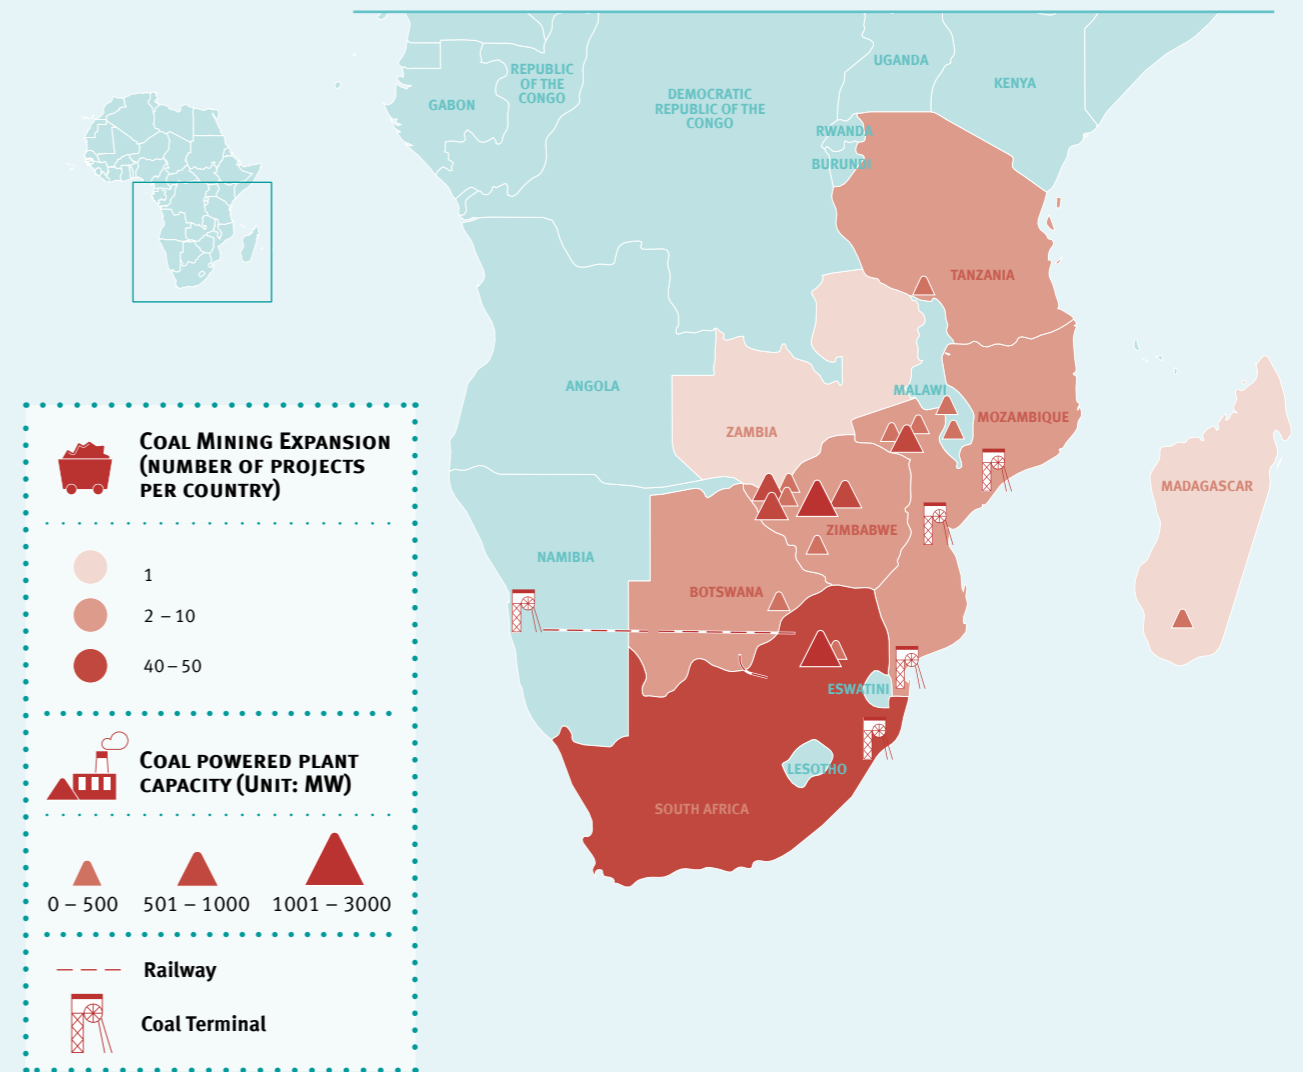 UGANDA
KENYA
REPUBLIC
OF THE
CONGO
GABON
DEMOCRATIC
REPUBLIC OF THE
CONGO
RWANDA
BURUNDI
TANZANIA
ANGOLA
MALAWI
ZAMBIA
MOZAMBIQUE
MADAGASCAR
ZIMBABWE
NAMIBIA
BOTSWANA
ESWATINI
LESOTHO
SOUTH AFRICA
COAL MINING EXPANSION
(NUMBER OF PROJECTS
PER COUNTRY)
1
2 – 10
40 – 50
COAL POWERED PLANT
CAPACITY (UNIT: MW)
0 – 500 501 – 1000 1001 – 3000
Railway
Coal Terminal